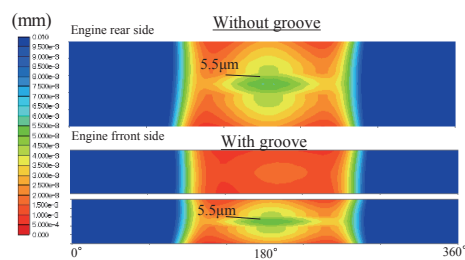 (mm)
Without groove
Engine rear side
0.010
9.500e-3
9.000e-3
8.500e-3
8.000e-3
7.500e-3
7.000e-3
6.500e-3
6.000e-3
5.500e-3
5.000e-3
4.500e-3
4.000e-3
3.500e-3
3.000e-3
2.500e-3
2.000e-3
1.500e-3
1.000e-3
5.000e-4
0.000
5.5μm
Engine frront side
With groove
5.5μm
0°
180°
360°